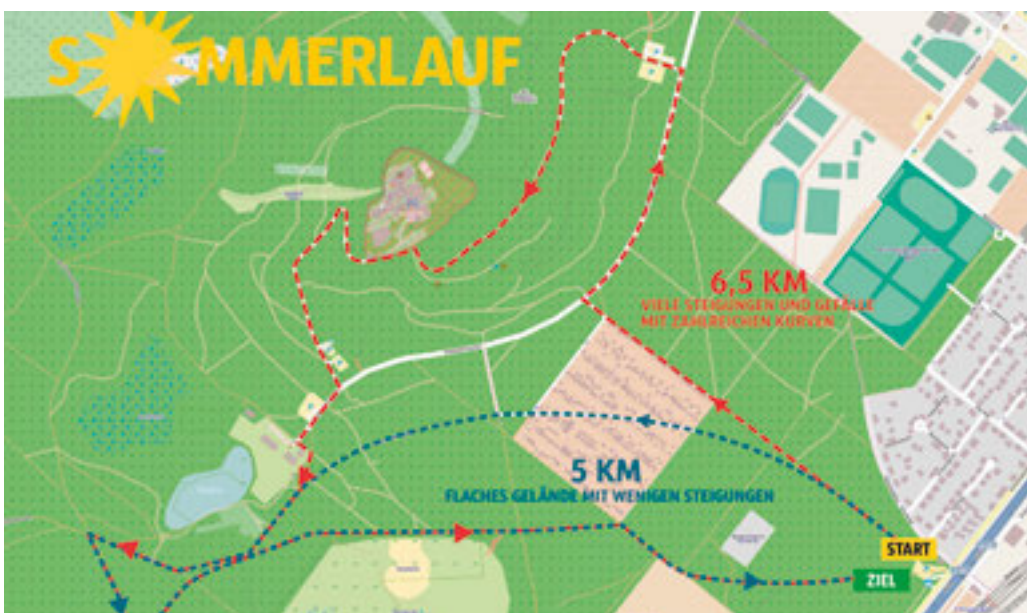 SOMMERLAUF
6,5 KM
VIELE STEIGUNGEN UND GEFÄLLE
MIT ZAHLREICHEN KURVEN
5 KM
FLACHES GELÄNDE MIT WENIGEN STEIGUNGEN
START
ZIEL